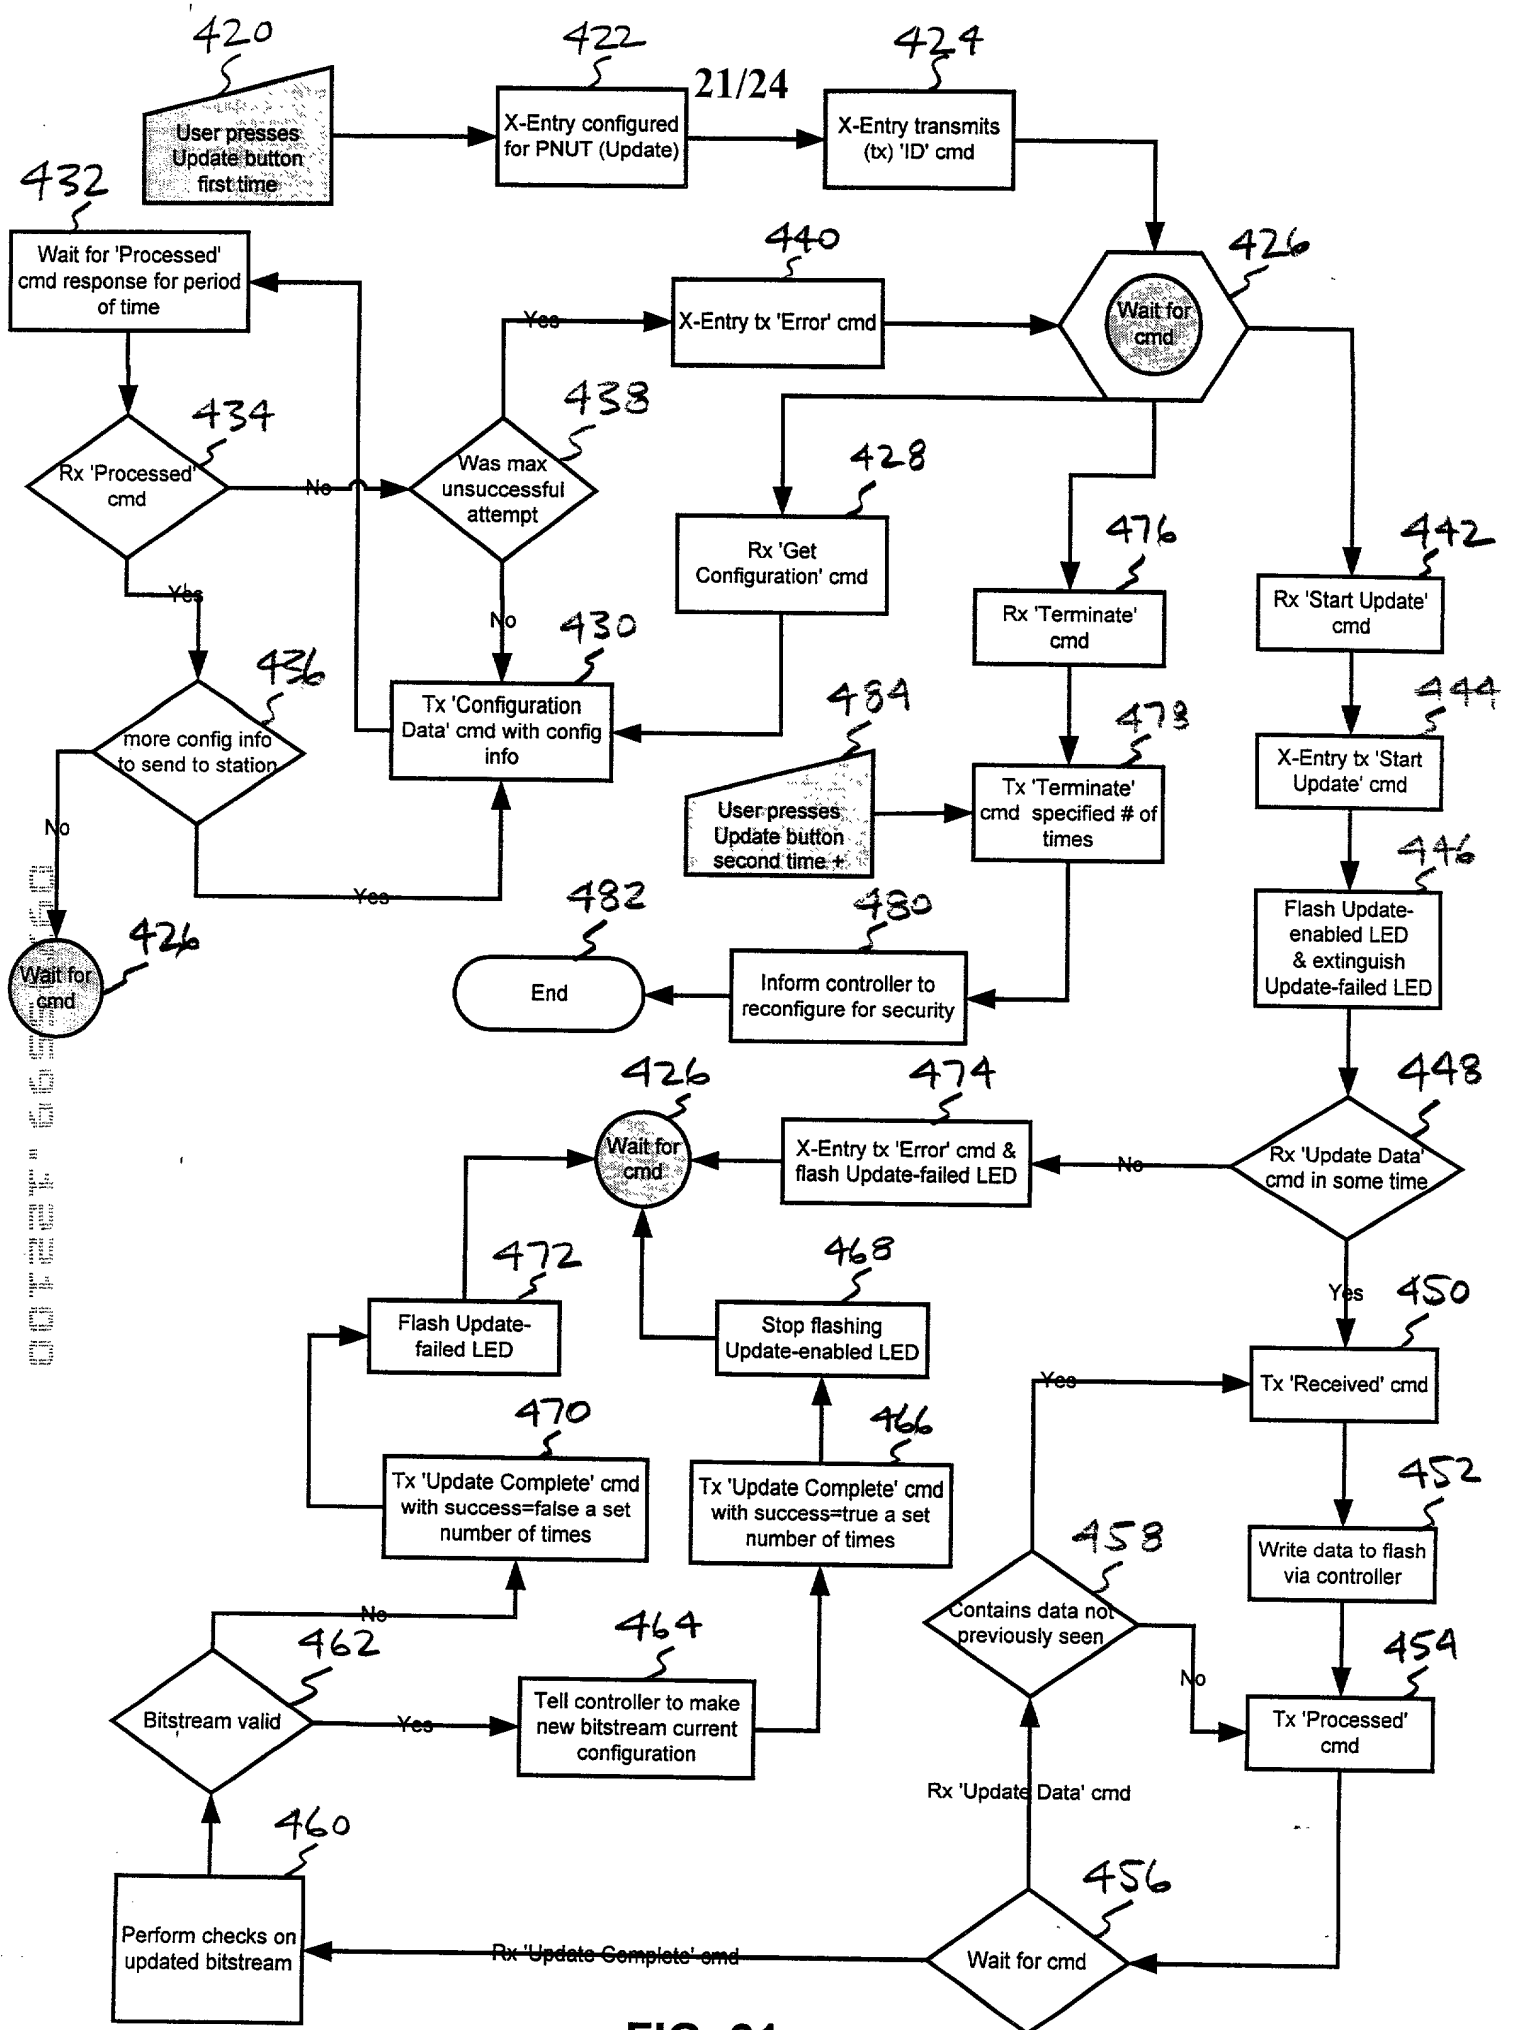 420
422
424
21/24
User presses
Update button
first time
X-Entry configured
for PNUT (Update)
X-Entry transmits
(tx) 'ID' cmd
432
Wait for 'Processed'
cmd response for period
of time
440
X-Entry tx 'Error' cmd
Yes
426
Wait for
cmd
434
Rx 'Processed'
cmd
No
438
Was max
unsuccessful
attempt
428
Rx 'Get
Configuration' cmd
476
Rx 'Terminate'
cmd
442
Rx 'Start Update'
cmd
Yes
No
430
Tx 'Configuration
Data' cmd with config
info
436
more config info
to send to station
No
Yes
484
User presses
Update button
second time +
478
Tx 'Terminate'
cmd specified # of
times
444
X-Entry tx 'Start
Update' cmd
446
Flash Update-
enabled LED
& extinguish
Update-failed LED
426
Wait for
cmd
482
End
480
Inform controller to
reconfigure for security
426
Wait for
cmd
474
X-Entry tx 'Error' cmd &
flash Update-failed LED
No
448
Rx 'Update Data'
cmd in some time
Yes
472
Flash Update-
failed LED
468
Stop flashing
Update-enabled LED
450
Tx 'Received' cmd
Yes
470
Tx 'Update Complete' cmd
with success=false a set
number of times
466
Tx 'Update Complete' cmd
with success=true a set
number of times
452
Write data to flash
via controller
458
Contains data not
previously seen
No
454
Tx 'Processed'
cmd
No
462
Bitstream valid
Yes
464
Tell controller to make
new bitstream current
configuration
Rx 'Update Data' cmd
460
Perform checks on
updated bitstream
Rx 'Update Complete' cmd
456
Wait for cmd